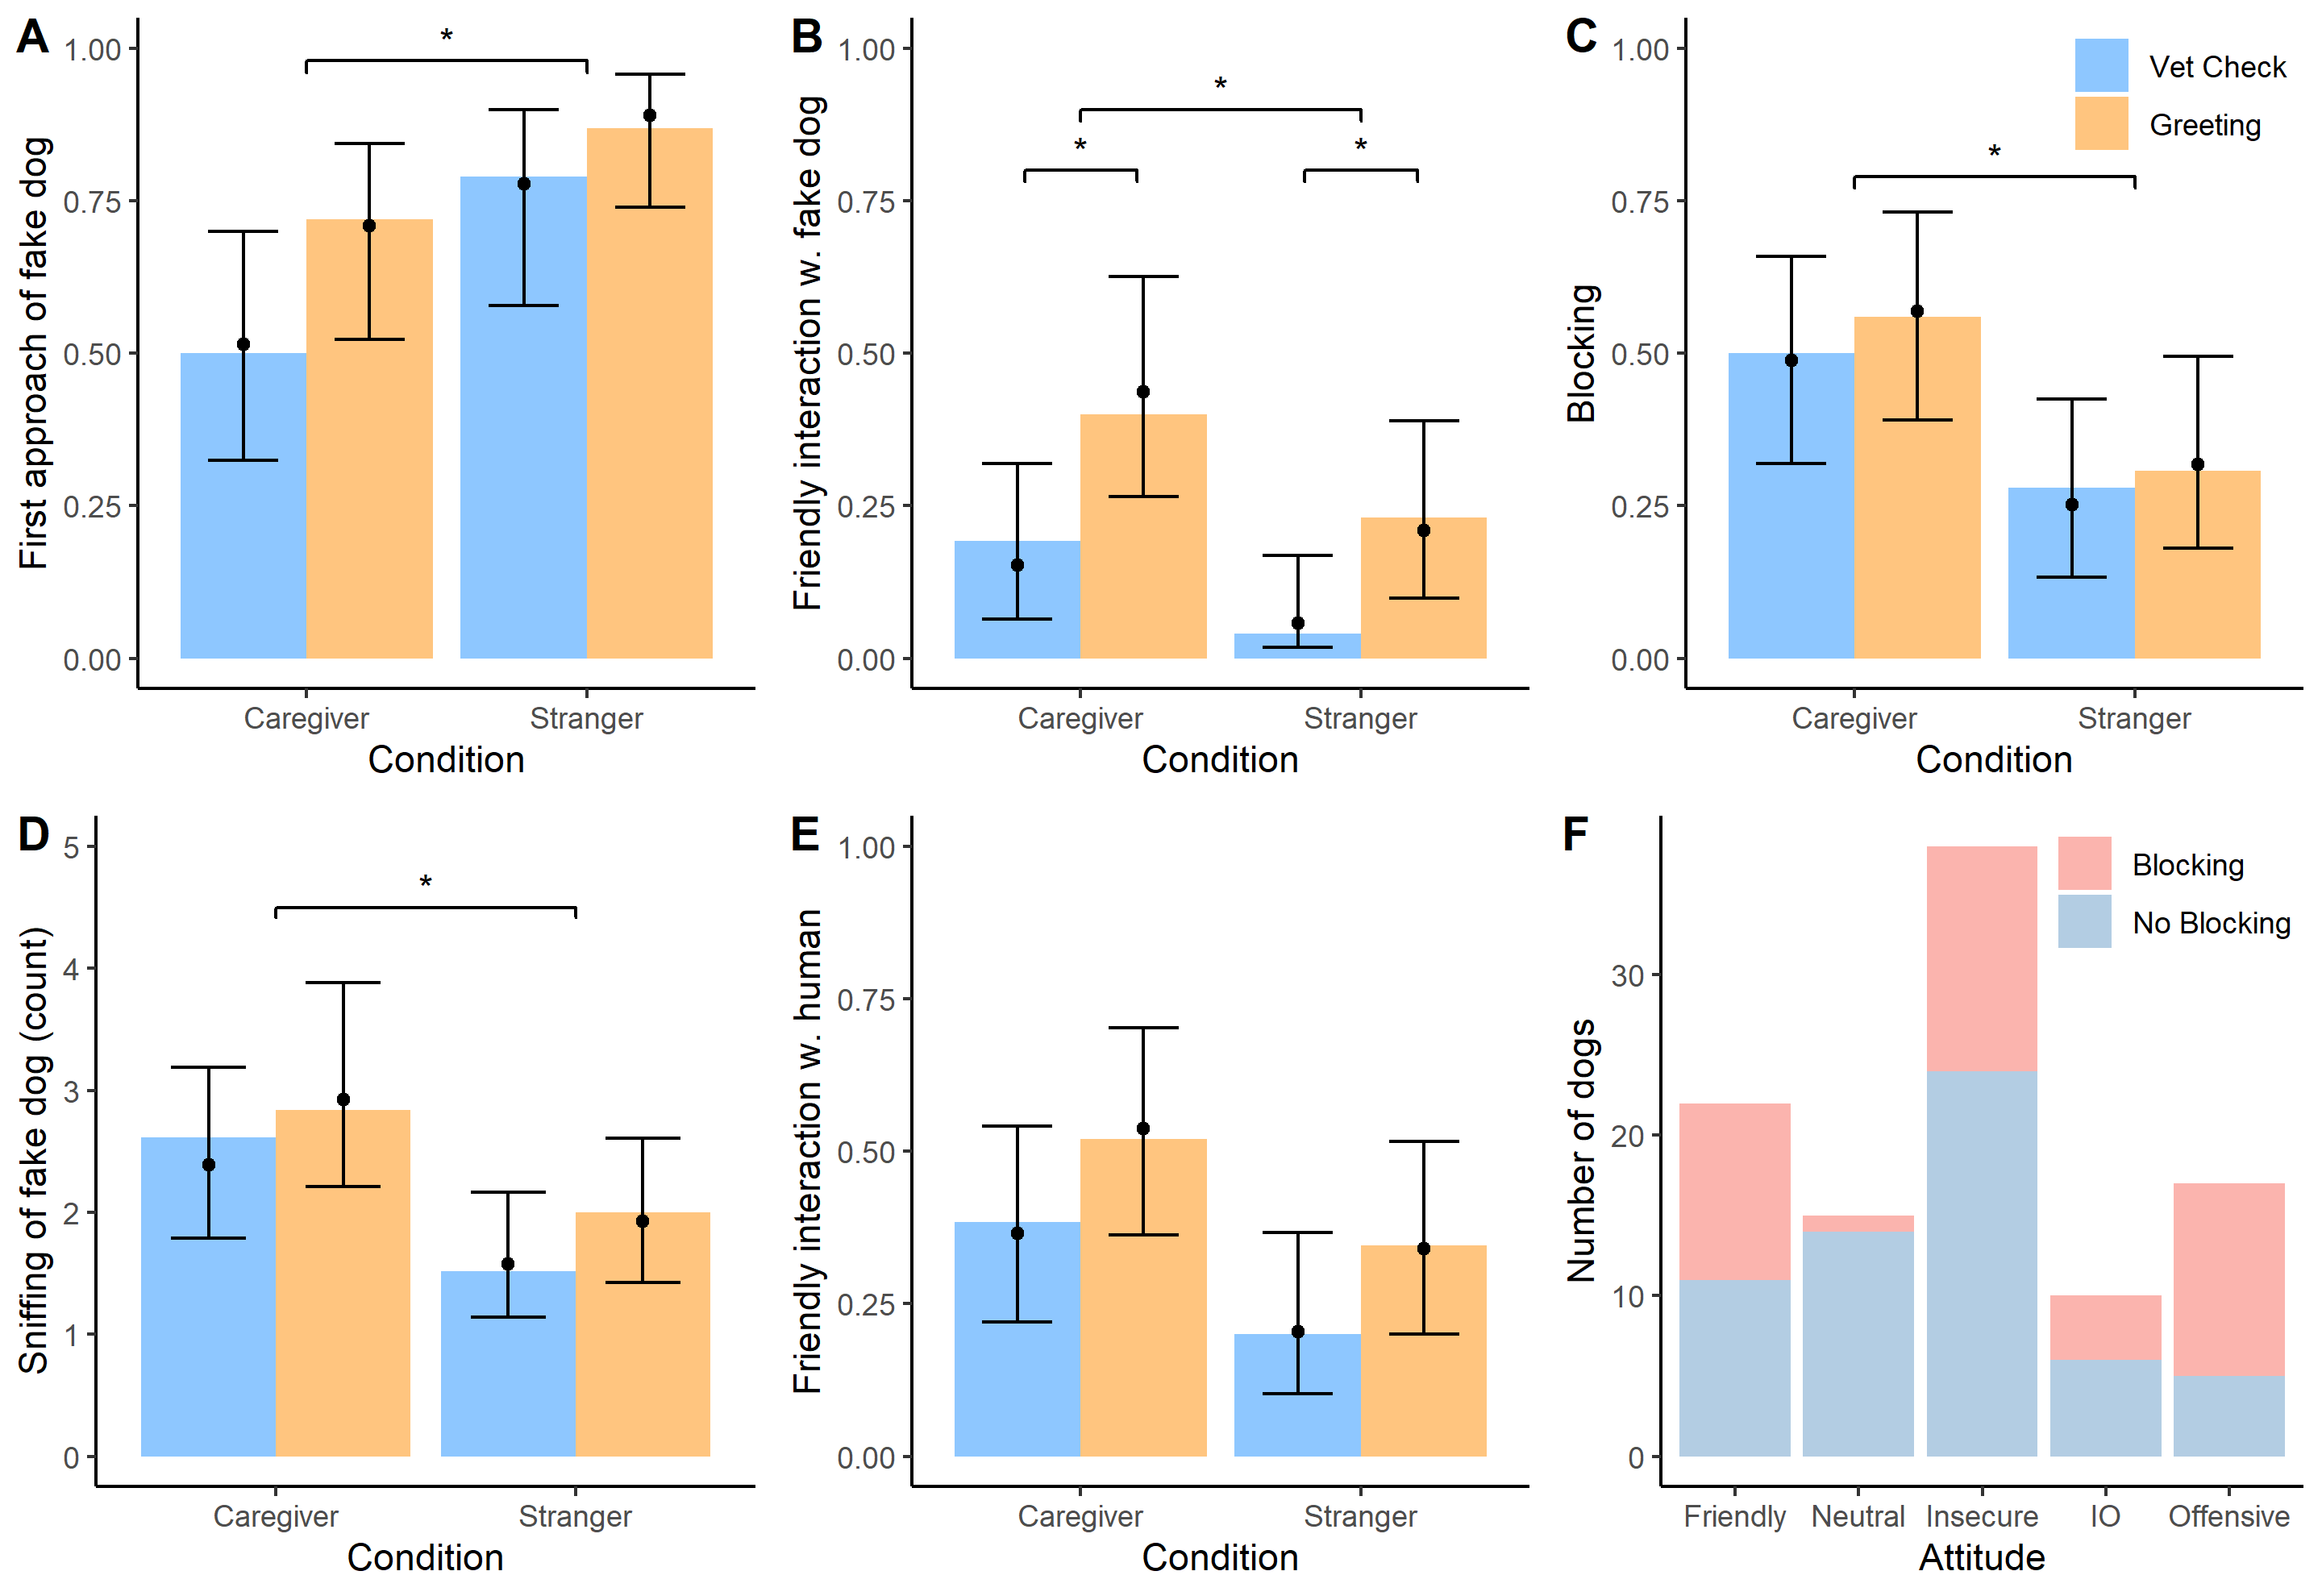 A
First approach of fake dog
1.00
0.75
0.50
0.25
0.00
*
Caregiver
Stranger
Condition
B
Friendly interaction w. fake dog
1.00
0.75
0.50
0.25
0.00
*
*
*
Caregiver
Stranger
Condition
C
Blocking
1.00
0.75
0.50
0.25
0.00
*
Vet Check
Greeting
Caregiver
Stranger
Condition
D
Sniffing of fake dog (count)
5
4
3
2
1
0
*
Caregiver
Stranger
Condition
E
Friendly interaction w. human
1.00
0.75
0.50
0.25
0.00
Caregiver
Stranger
Condition
F
Number of dogs
30
20
10
0
Blocking
No Blocking
Friendly
Neutral
Insecure
IO
Offensive
Attitude